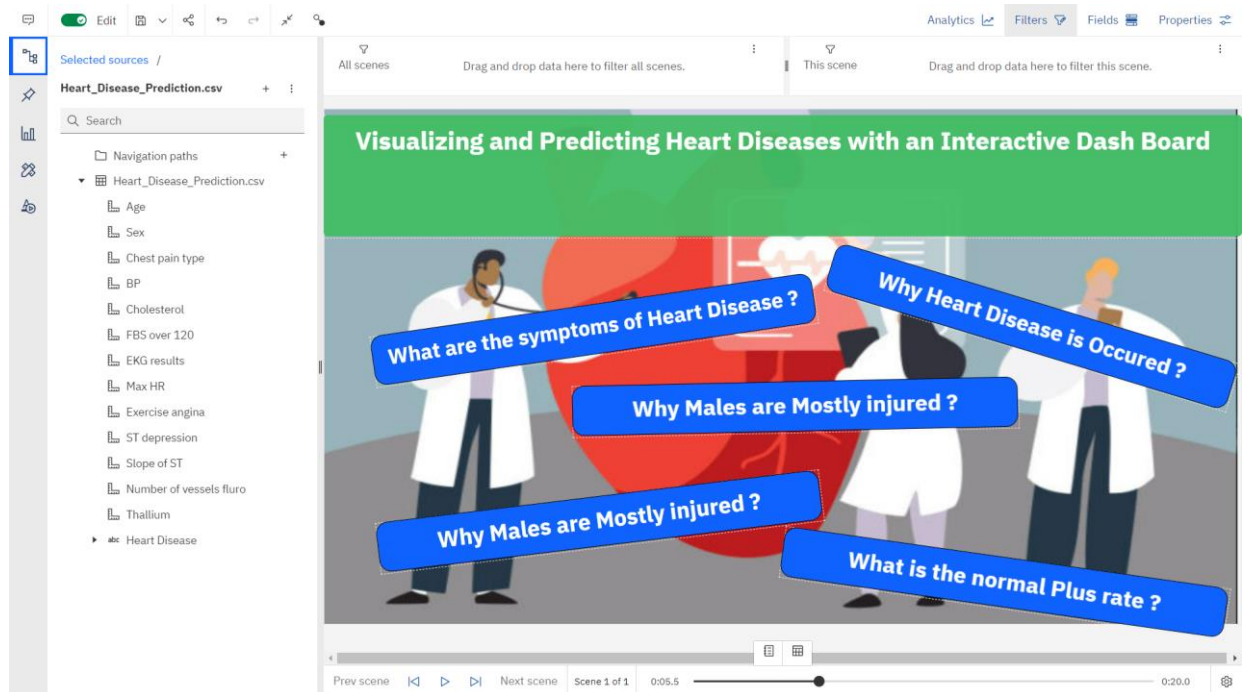 Edit
Analytics
Filters
Fields
Properties
Selected sources /
Heart_Disease_Prediction.csv
Search
Navigation paths
Heart_Disease_Prediction.csv
Age
Sex
Chest pain type
BP
Cholesterol
FBS over 120
EKG results
Max HR
Exercise angina
ST depression
Slope of ST
Number of vessels fluro
Thallium
abc Heart Disease
All scenes
Drag and drop data here to filter all scenes.
This scene
Drag and drop data here to filter this scene.
Visualizing and Predicting Heart Diseases with an Interactive Dash Board
What are the symptoms of Heart Disease ?
Why Heart Disease is Occured ?
Why Males are Mostly injured ?
Why Males are Mostly injured ?
What is the normal Plus rate ?
Prev scene
Next scene
Scene 1 of 1
0:05.5
0:20.0